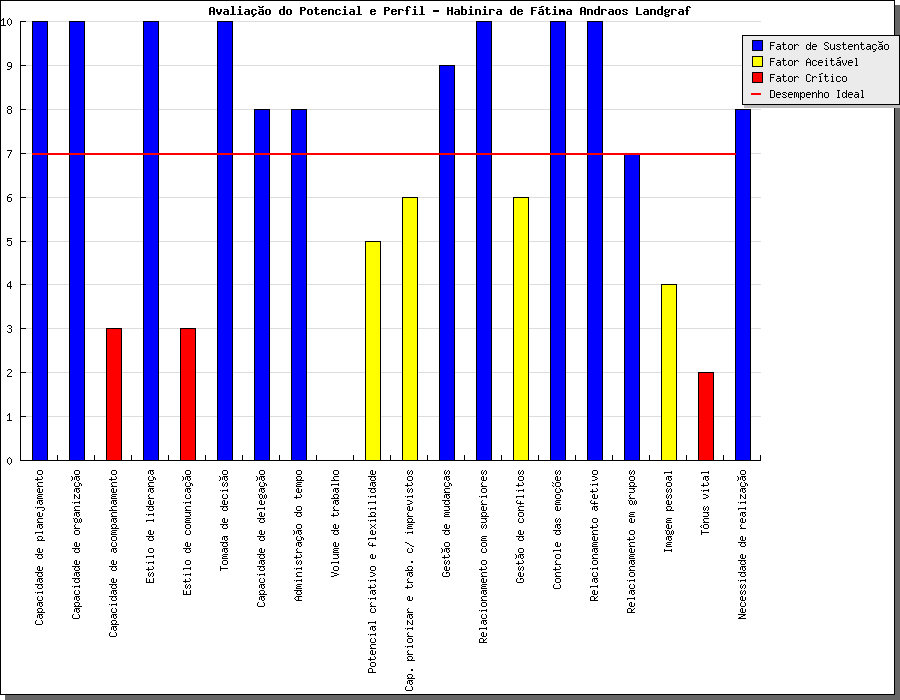 Avaliação do Potencial e Perfil - Habinira de Fátima Andraos Landgraf
10
9
8
7
6
5
4
3
2
1
0
Fator de Sustentação
Fator Aceitável
Fator Crítico
Desempenho Ideal
Capacidade de planejamento
Capacidade de organização
Capacidade de acompanhamento
Estilo de liderança
Estilo de comunicação
Tomada de decisão
Capacidade de delegação
Administração do tempo
Volume de trabalho
Potencial criativo e flexibilidade
Cap. priorizar e trab. c/ imprevistos
Gestão de mudanças
Relacionamento com superiores
Gestão de conflitos
Controle das emoções
Relacionamento afetivo
Relacionamento em grupos
Imagem pessoal
Tônus vital
Necessidade de realização